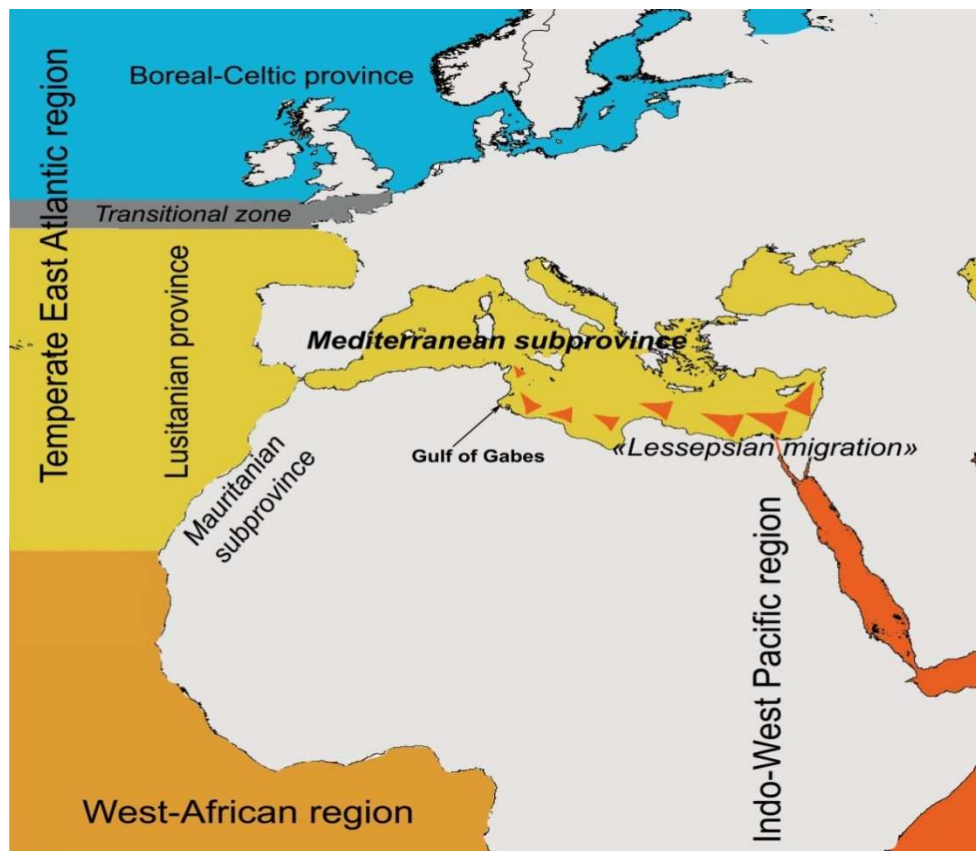 Boreal-Celtic province
Temperate East Atlantic region
Transitional zone
Lusitanian province
Mediterranean subprovince
Gulf of Gabes
«Lessepsian migration»
Mauritanian
subprovince
Indo-West Pacific region
West-African region